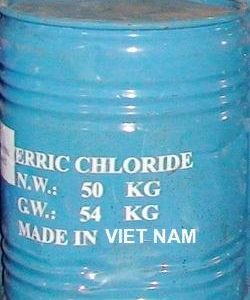 ERRIC CHLORIDE
N.W.: 50 KG
G.W.: 54 KG
MADE IN VIET NAM